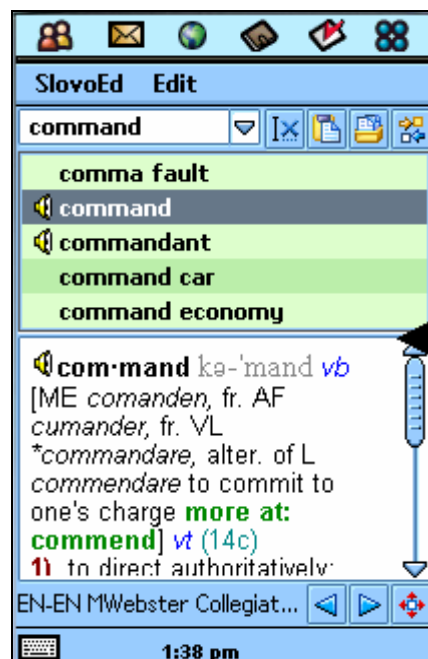 SlovoEd Edit
command
comma fault
command
commandant
command car
command economy
com·mand kə-ˈmand vb
[ME comanden, fr. AF
cumander, fr. VL
*commandare, alter. of L
commendare to commit to
one's charge more at:
commend] vt (14c)
1) to direct authoritatively:
EN-EN MWebster Collegiat...
1:38 pm